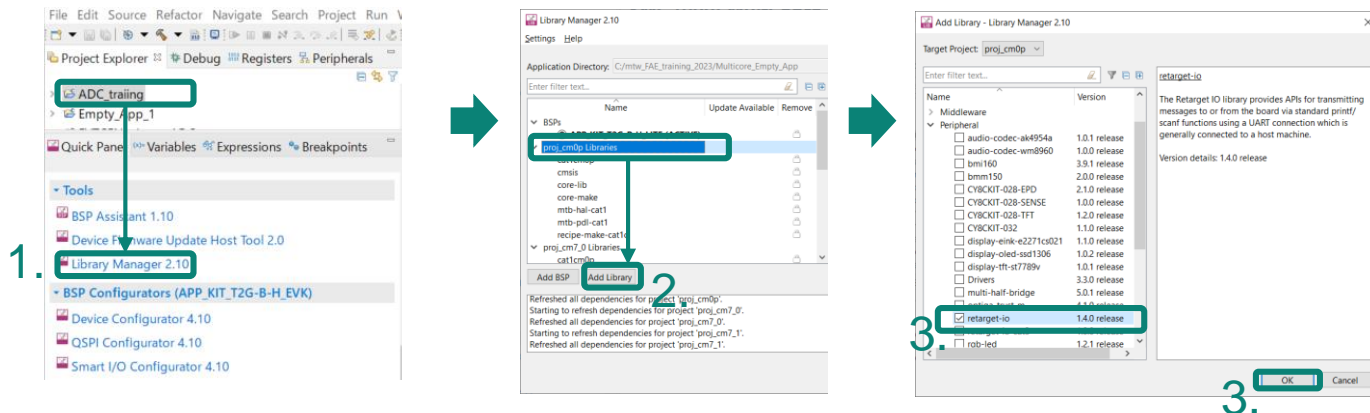 File Edit Source Refactor Navigate Search Project Run
Project Explorer Debug Registers Peripherals
ADC_traiing
Empty_App_1
Quick Panel Variables Expressions Breakpoints
Tools
BSP Assistant 1.10
Device Firmware Update Host Tool 2.0
1.
Library Manager 2.10
BSP Configurators (APP_KIT_T2G-B-H_EVK)
Device Configurator 4.10
QSPI Configurator 4.10
Smart I/O Configurator 4.10
Library Manager 2.10
Settings Help
Application Directory: C:/mtw_FAE_training_2023/Multicore_Empty_App
Enter filter text...
Name Update Available Remove
BSPs
proj_cm0p Libraries
cat1cm0p
cmsis
core-lib
core-make
mtb-hal-cat1
mtb-pdl-cat1
recipe-make-cat1c
proj_cm7_0 Libraries
cat1cm0p
Add BSP Add Library
2.
Refreshed all dependencies for project 'proj_cm0p'.
Starting to refresh dependencies for project 'proj_cm7_0'.
Refreshed all dependencies for project 'proj_cm7_0'.
Starting to refresh dependencies for project 'proj_cm7_1'.
Refreshed all dependencies for project 'proj_cm7_1'.
Add Library - Library Manager 2.10
Target Project: proj_cm0p
Enter filter text...
Name Version
Middleware
Peripheral
audio-codec-ak4954a 1.0.1 release
audio-codec-wm8960 1.0.0 release
bmi160 3.9.1 release
bmm150 2.0.0 release
CY8CKIT-028-EPD 2.1.0 release
CY8CKIT-028-SENSE 1.0.0 release
CY8CKIT-028-TFT 1.2.0 release
CY8CKIT-032 1.1.0 release
display-eink-e2271cs021 1.1.0 release
display-oled-ssd1306 1.0.2 release
display-tft-st7789v 1.0.1 release
Drivers 3.3.0 release
multi-half-bridge 5.0.1 release
retarget-io 1.4.0 release
3.
rgb-led 1.2.1 release
retarget-io
The Retarget IO library provides APIs for transmitting
messages to or from the board via standard printf/
scanf functions using a UART connection which is
generally connected to a host machine.
Version details: 1.4.0 release
OK Cancel
3.